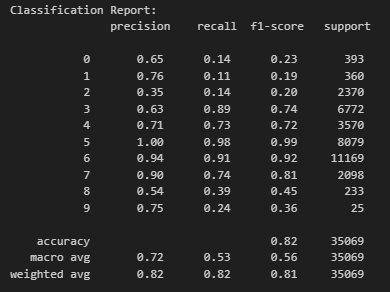 Classification Report:
precision recall f1-score support
0 0.65 0.14 0.23 393
1 0.76 0.11 0.19 360
2 0.35 0.14 0.20 2370
3 0.63 0.89 0.74 6772
4 0.71 0.73 0.72 3570
5 1.00 0.98 0.99 8079
6 0.94 0.91 0.92 11169
7 0.90 0.74 0.81 2098
8 0.54 0.39 0.45 233
9 0.75 0.24 0.36 25
accuracy 0.82 35069
macro avg 0.72 0.53 0.56 35069
weighted avg 0.82 0.82 0.81 35069